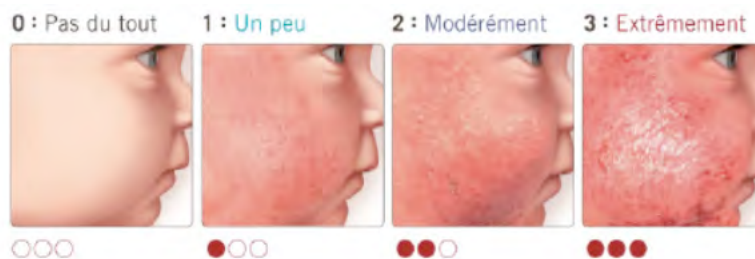 0 : Pas du tout
1 : Un peu
2 : Modérément
3 : Extrêmement